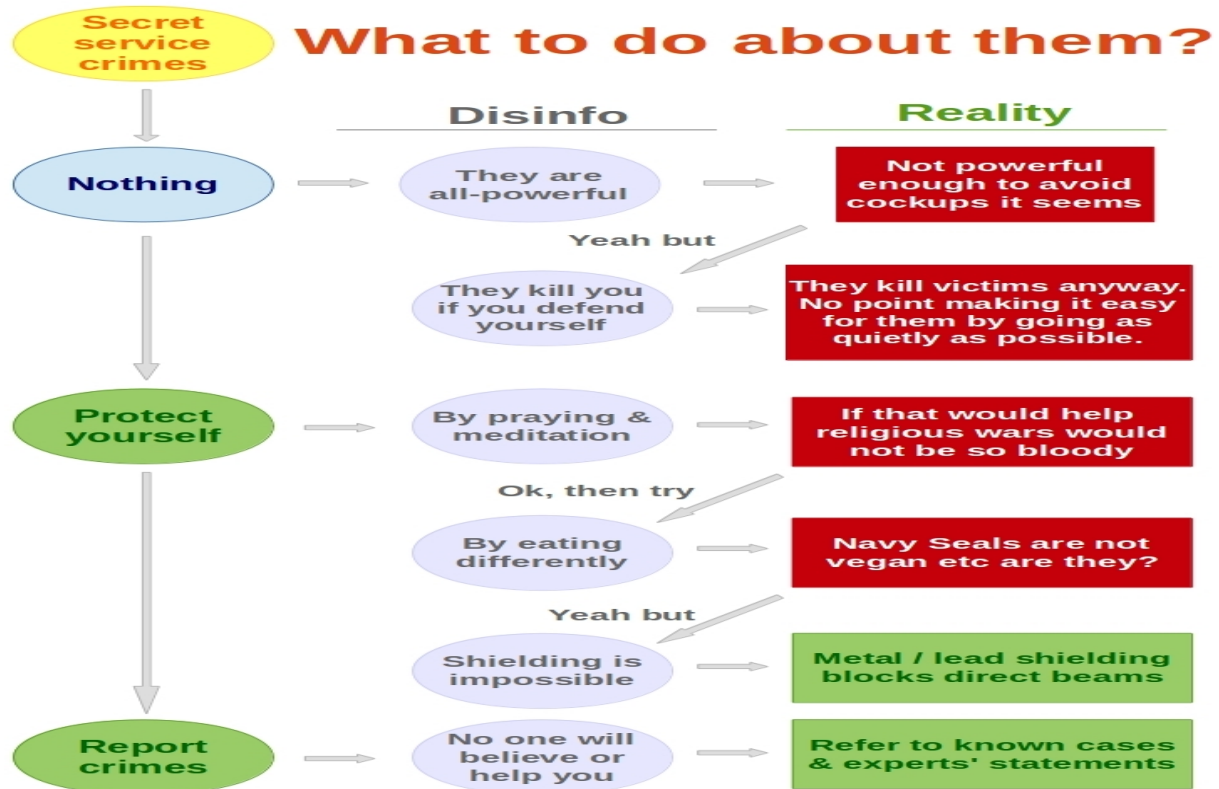 Secret
service
crimes
What to do about them?
Disinfo
Reality
Nothing
They are
all-powerful
Not powerful
enough to avoid
cockups it seems
Yeah but
They kill you
if you defend
yourself
They kill victims anyway.
No point making it easy
for them by going as
quietly as possible.
Protect
yourself
By praying &
meditation
If that would help
religious wars would
not be so bloody
Ok, then try
By eating
differently
Navy Seals are not
vegan etc are they?
Yeah but
Shielding is
impossible
Metal / lead shielding
blocks direct beams
Report
crimes
No one will
believe or
help you
Refer to known cases
& experts' statements